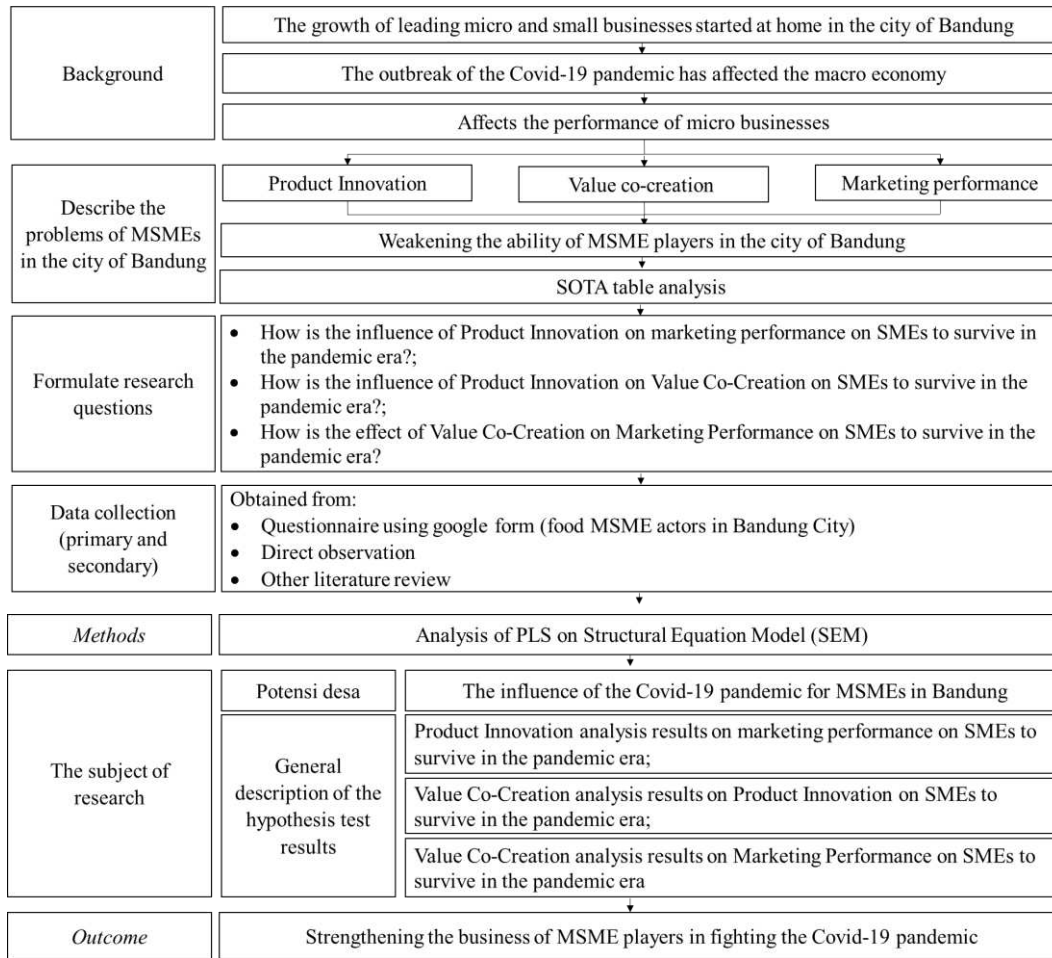 Background
The growth of leading micro and small businesses started at home in the city of Bandung
The outbreak of the Covid-19 pandemic has affected the macro economy
Affects the performance of micro businesses
Describe the
problems of MSMEs
in the city of Bandung
Product Innovation
Value co-creation
Marketing performance
Weakening the ability of MSME players in the city of Bandung
SOTA table analysis
Formulate research
questions
• How is the influence of Product Innovation on marketing performance on SMEs to survive in
the pandemic era?;
• How is the influence of Product Innovation on Value Co-Creation on SMEs to survive in the
pandemic era?;
• How is the effect of Value Co-Creation on Marketing Performance on SMEs to survive in the
pandemic era?
Data collection
(primary and
secondary)
Obtained from:
• Questionnaire using google form (food MSME actors in Bandung City)
• Direct observation
• Other literature review
Methods
Analysis of PLS on Structural Equation Model (SEM)
The subject of
research
Potensi desa
The influence of the Covid-19 pandemic for MSMEs in Bandung
General
description of the
hypothesis test
results
Product Innovation analysis results on marketing performance on SMEs to
survive in the pandemic era;
Value Co-Creation analysis results on Product Innovation on SMEs to
survive in the pandemic era;
Value Co-Creation analysis results on Marketing Performance on SMEs to
survive in the pandemic era
Outcome
Strengthening the business of MSME players in fighting the Covid-19 pandemic